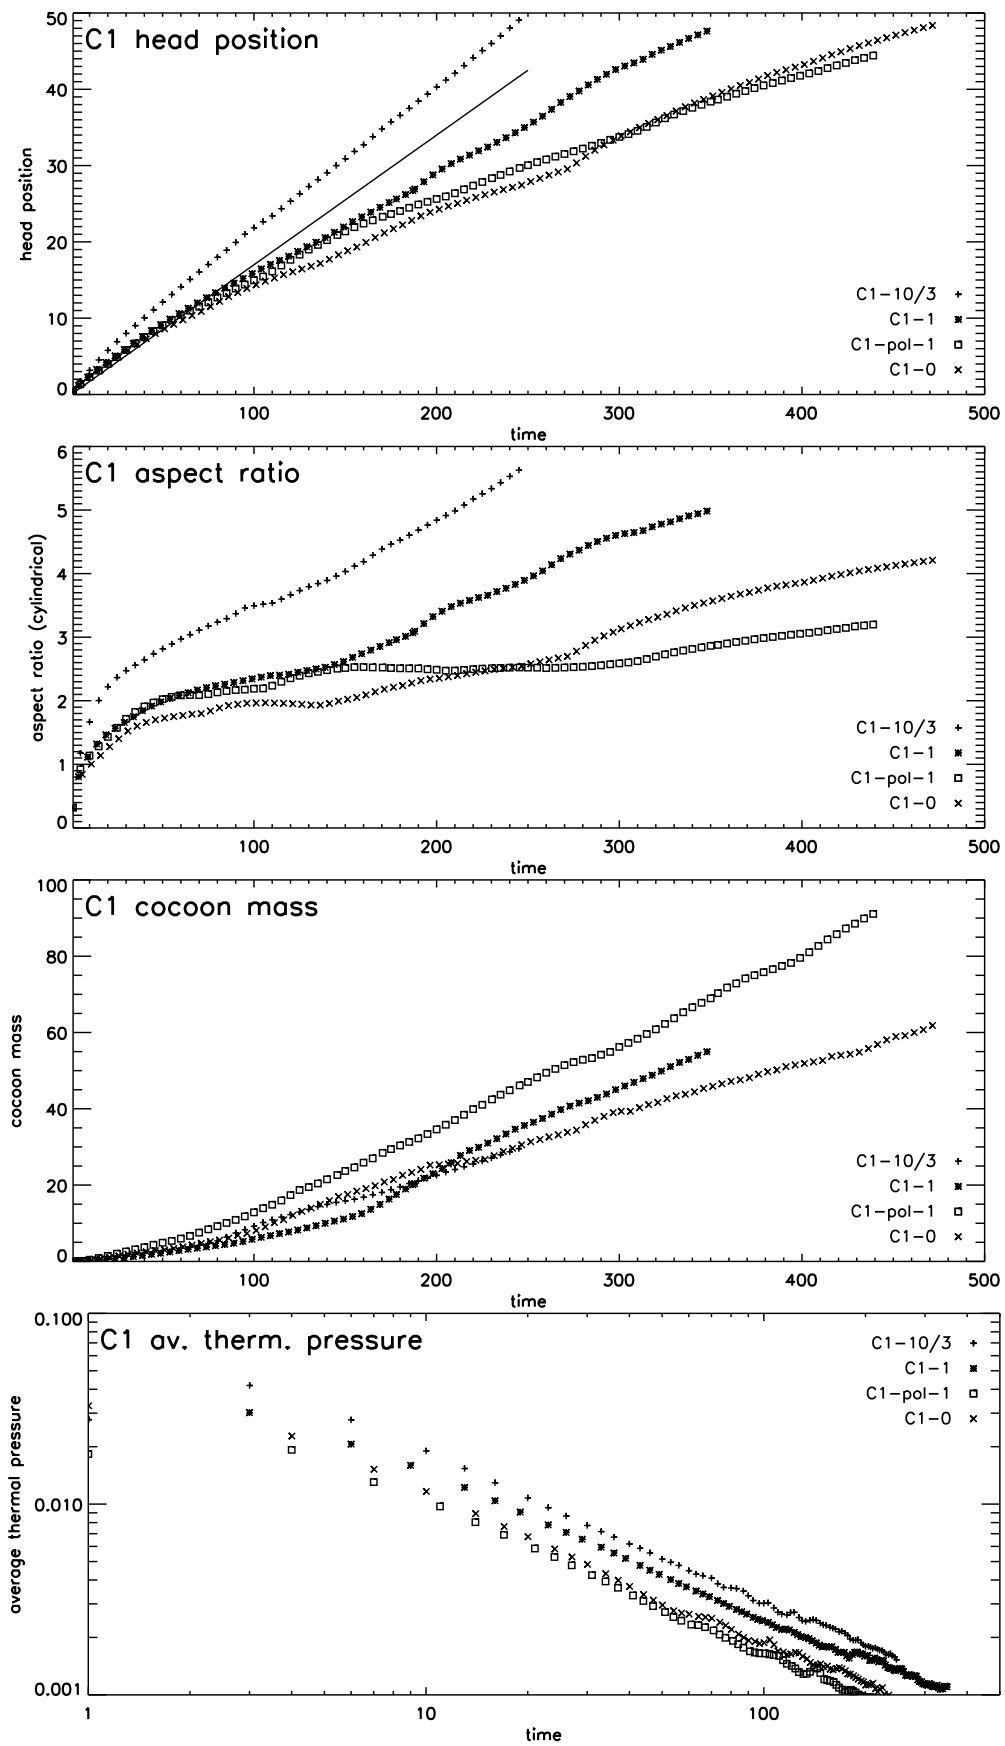 C1 head position
50
40
30
20
10
0
head position
C1-10/3
C1-1
C1-pol-1
C1-0
100 200 300 400 500
time
C1 aspect ratio
6
5
4
3
2
1
0
aspect ratio (cylindrical)
C1-10/3
C1-1
C1-pol-1
C1-0
100 200 300 400 500
time
C1 cocoon mass
100
80
60
40
20
0
cocoon mass
C1-10/3
C1-1
C1-pol-1
C1-0
100 200 300 400 500
time
C1 av. therm. pressure
0.100
0.010
0.001
average thermal pressure
C1-10/3
C1-1
C1-pol-1
C1-0
1 10 100
time